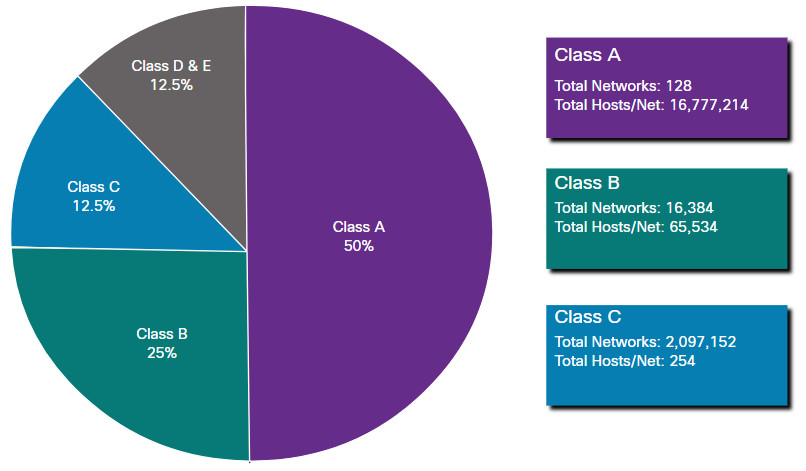 Class D & E
12.5%
Class C
12.5%
Class A
50%
Class B
25%
Class A
Total Networks: 128
Total Hosts/Net: 16,777,214
Class B
Total Networks: 16,384
Total Hosts/Net: 65,534
Class C
Total Networks: 2,097,152
Total Hosts/Net: 254